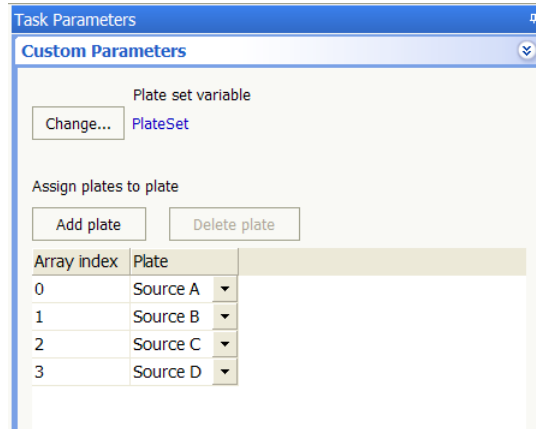 Task Parameters
Custom Parameters
Plate set variable
Change... PlateSet
Assign plates to plate
Add plate Delete plate
Array index Plate
0 Source A
1 Source B
2 Source C
3 Source D